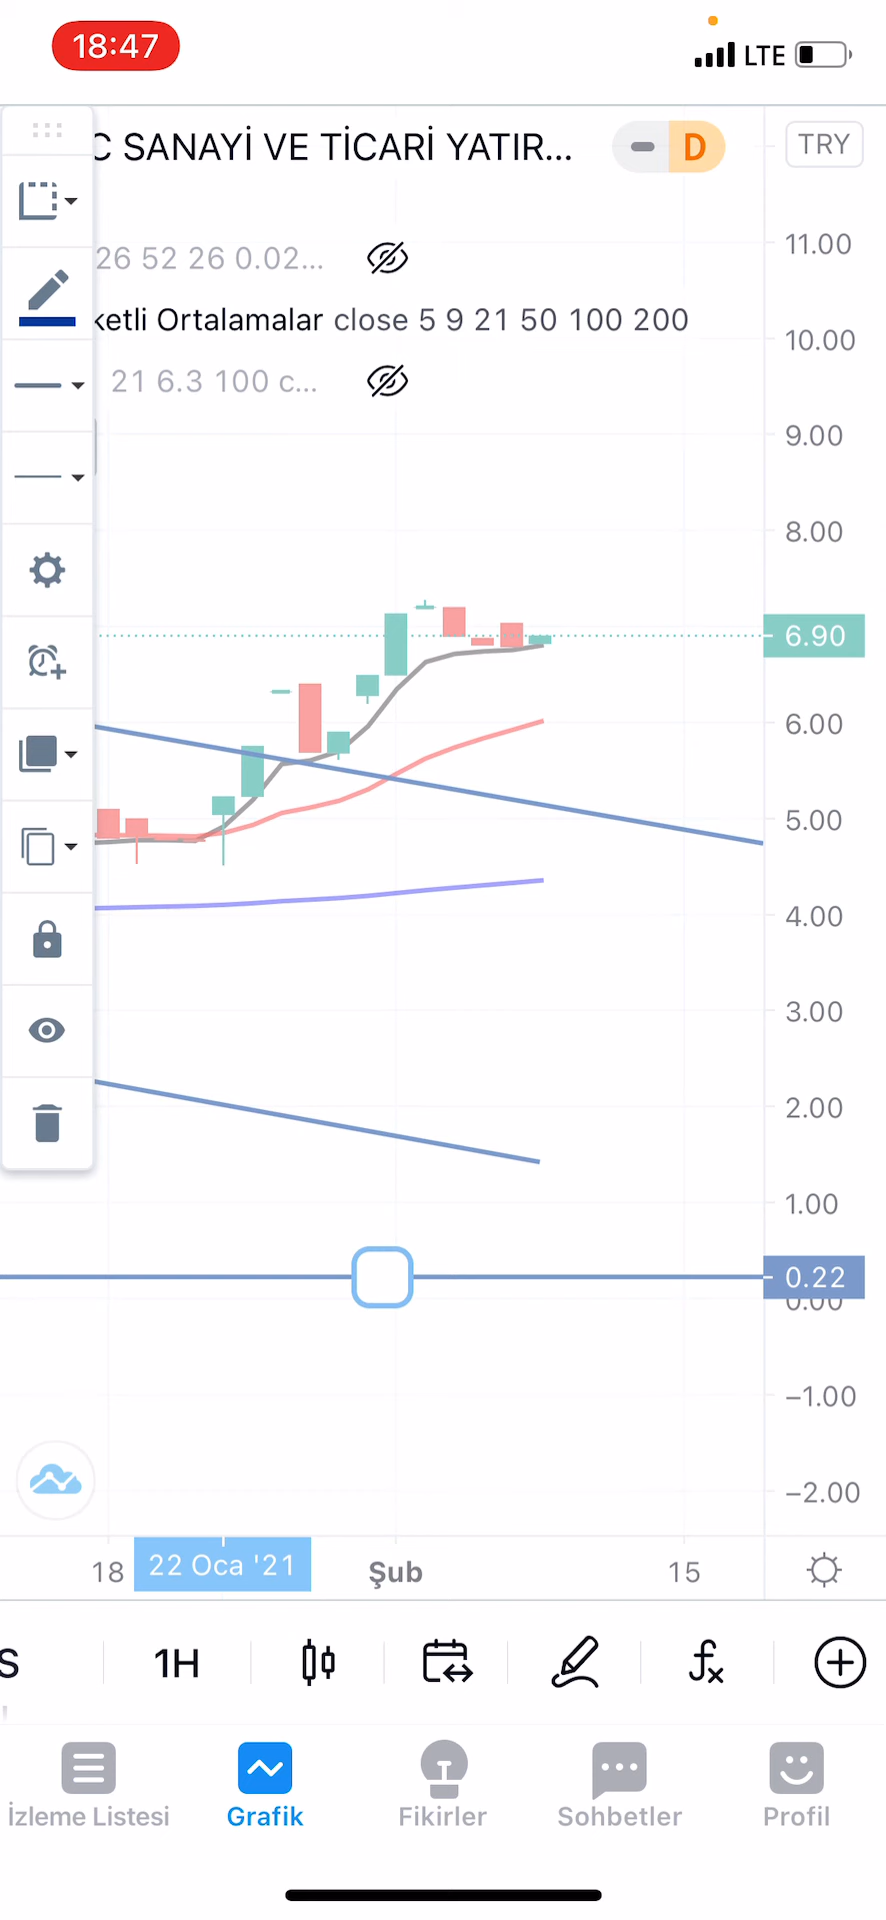 18:47
LTE
C SANAYİ VE TİCARİ YATIR...
D
TRY
26 52 26 0.02...
ketli Ortalamalar close 5 9 21 50 100 200
21 6.3 100 c...
11.00
10.00
9.00
8.00
6.90
6.00
5.00
4.00
3.00
2.00
1.00
0.22
0.00
−1.00
−2.00
18
22 Oca '21
Şub
15
S
1H
fx
İzleme Listesi
Grafik
Fikirler
Sohbetler
Profil